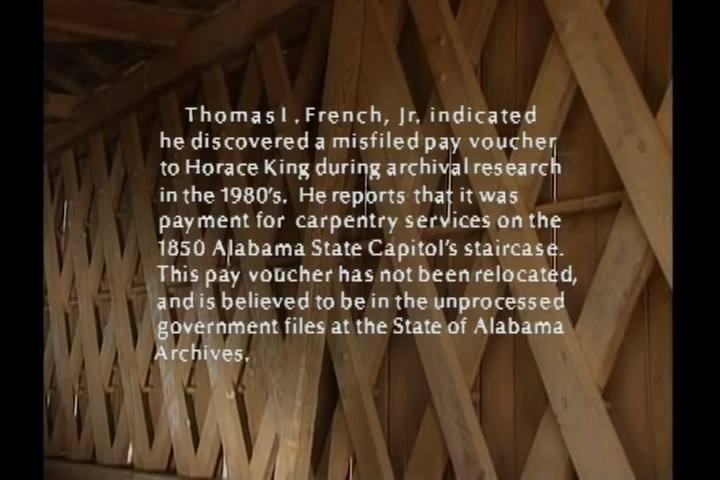 Thomas L. French, Jr. indicated
he discovered a misfiled pay voucher
to Horace King during archival research
in the 1980's. He reports that it was
payment for carpentry services on the
1850 Alabama State Capitol's staircase.
This pay voucher has not been relocated,
and is believed to be in the unprocessed
government files at the State of Alabama
Archives.